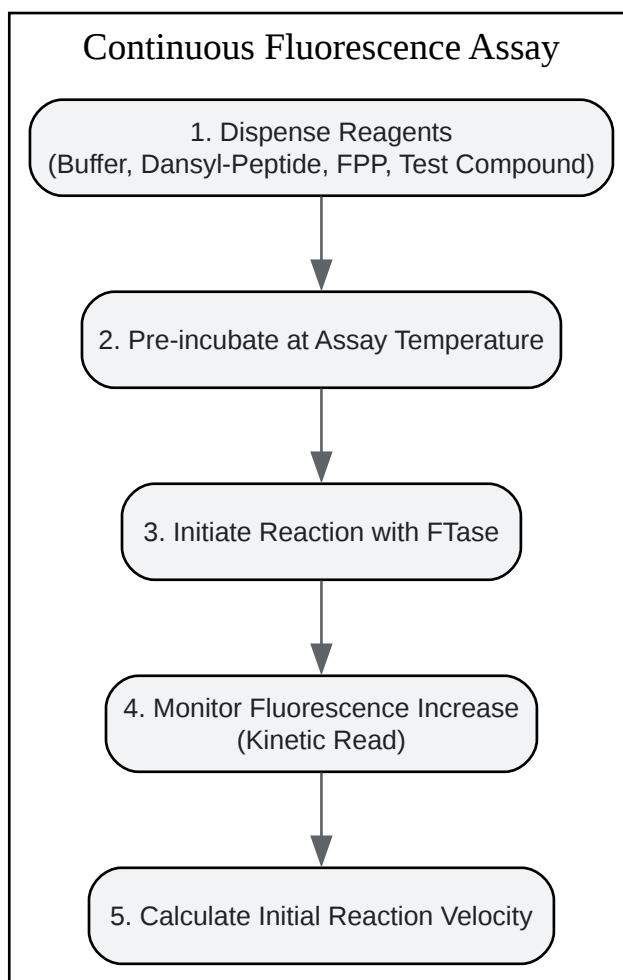 Continuous Fluorescence Assay
1. Dispense Reagents
(Buffer, Dansyl-Peptide, FPP, Test Compound)
2. Pre-incubate at Assay Temperature
3. Initiate Reaction with FTase
4. Monitor Fluorescence Increase
(Kinetic Read)
5. Calculate Initial Reaction Velocity